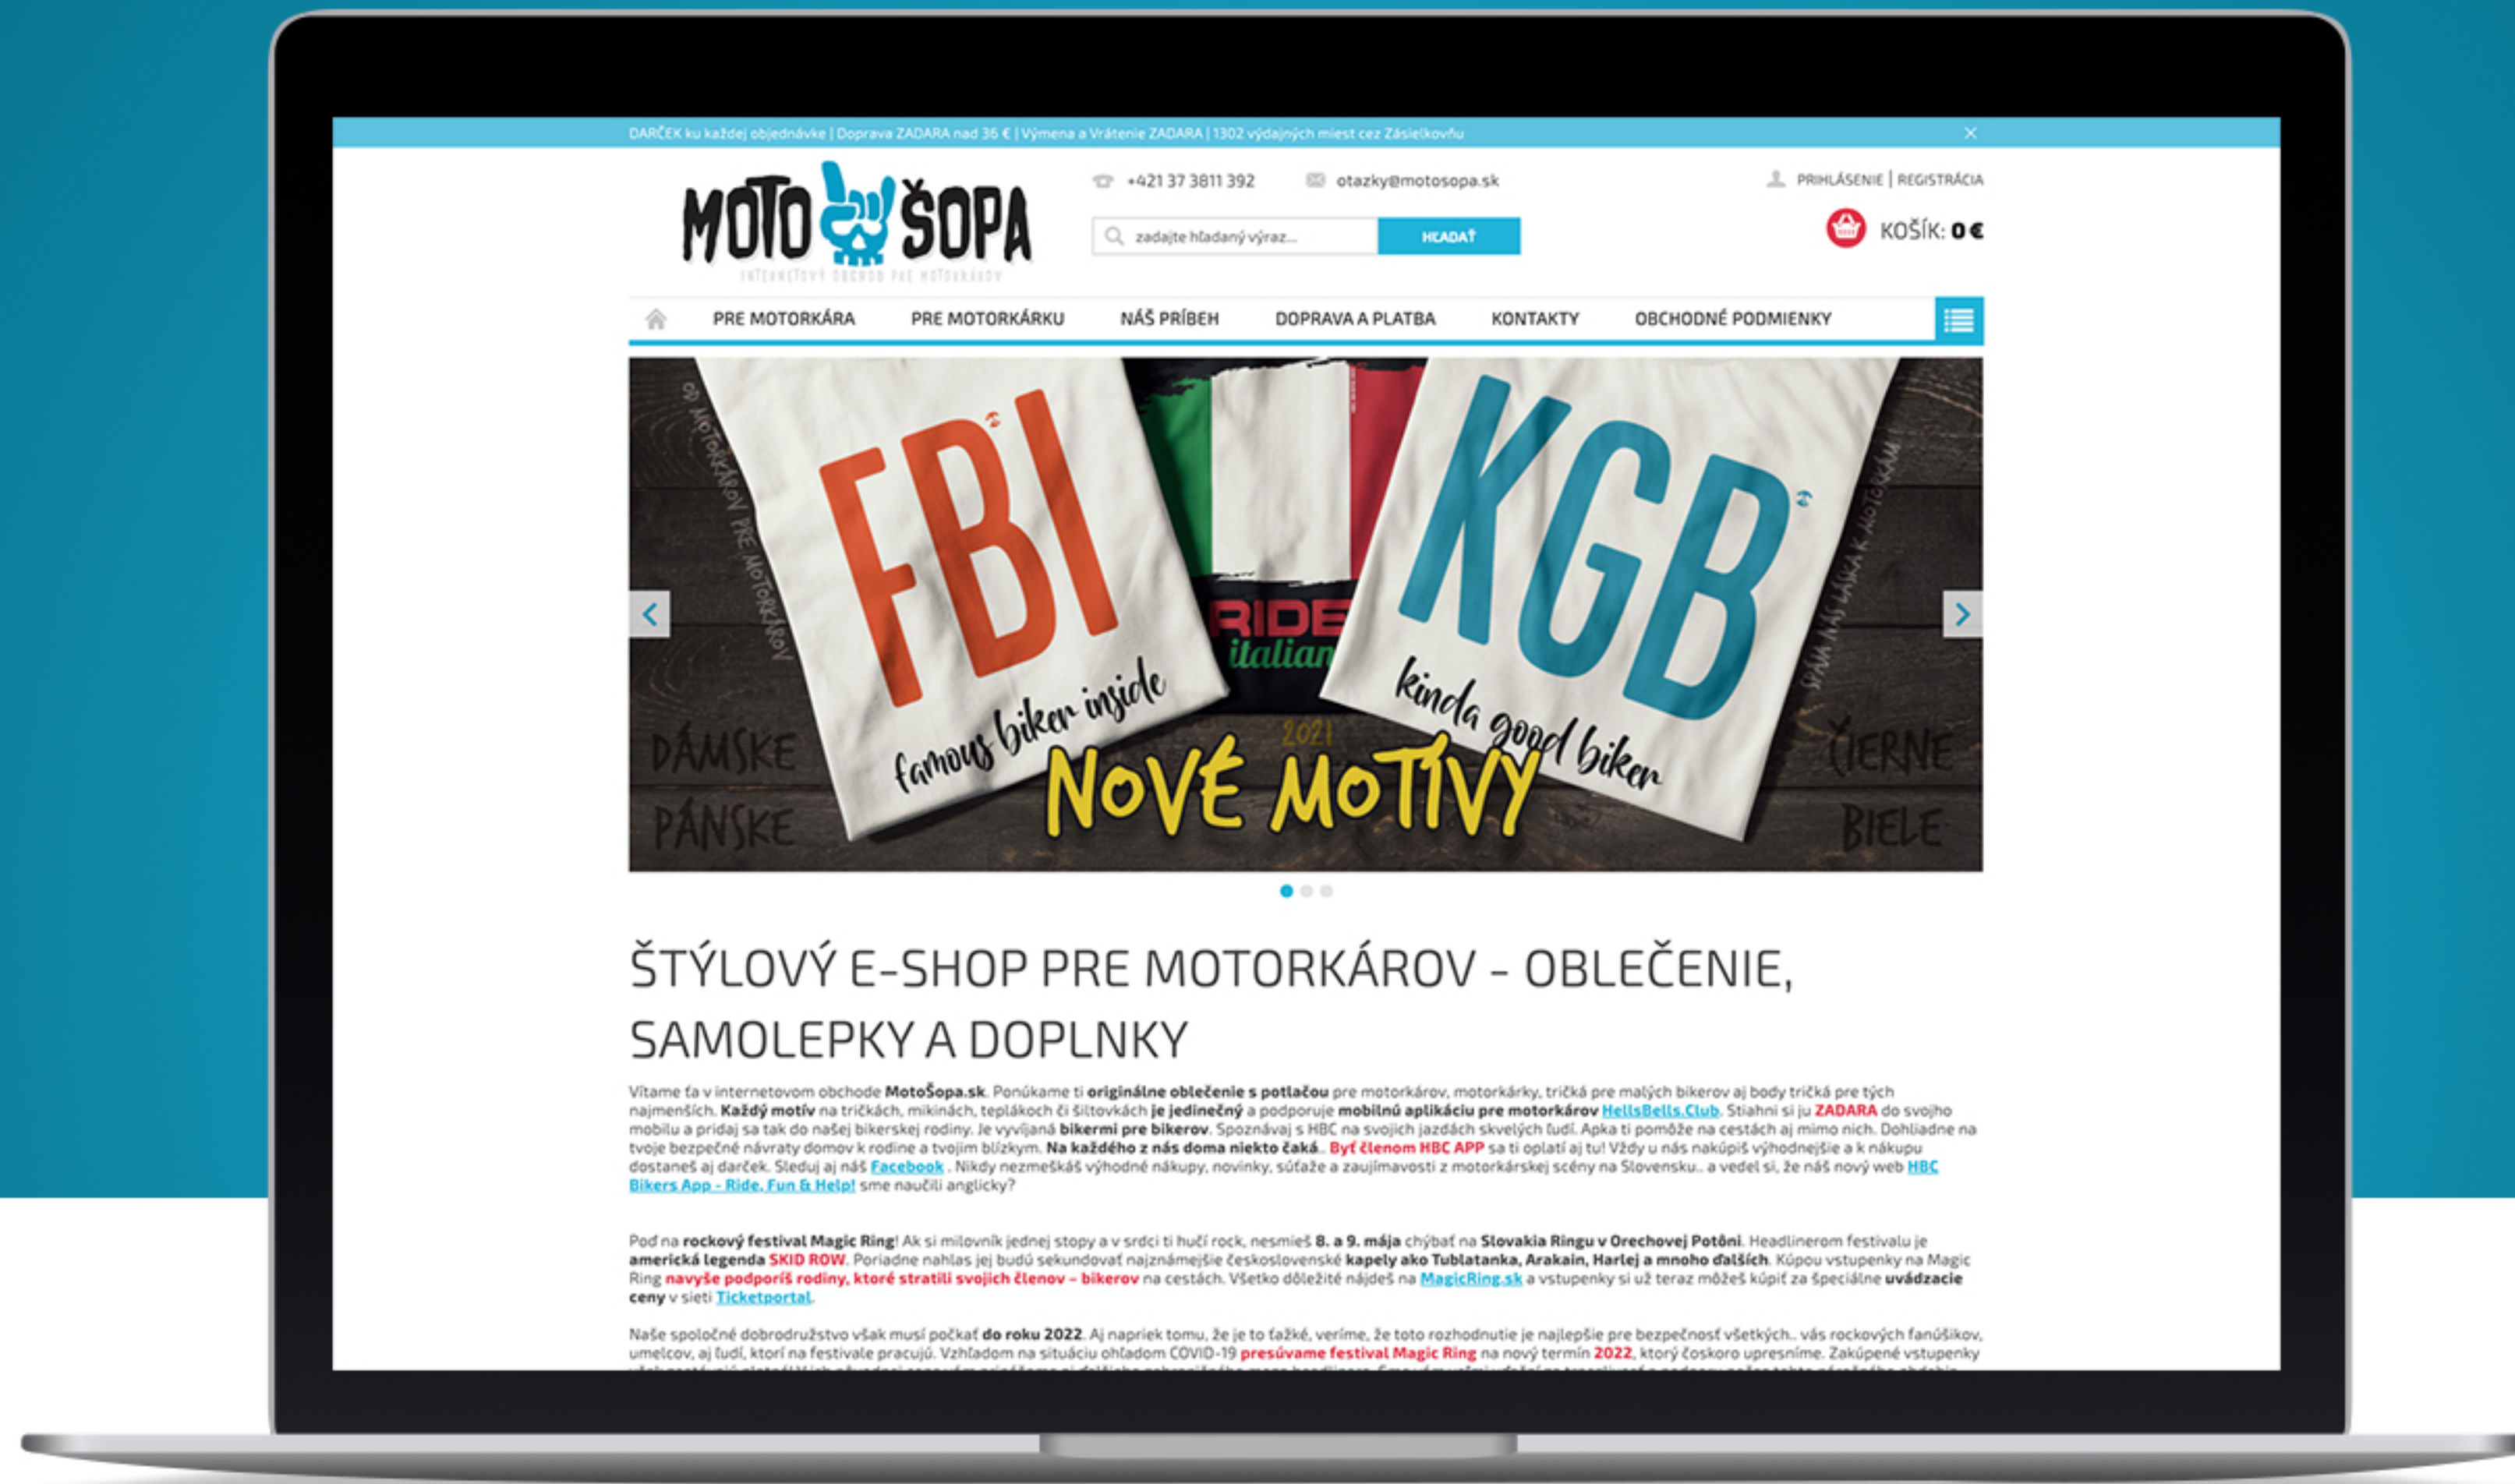 DARČEK ku každej objednávke | Doprava ZADARA nad 36 € | Výmena a Vrátenie ZADARA | 1302 výdajných miest cez Zásielkovňu
MOTO ŠOPA
INTERNETOVÝ OBCHOD PRE MOTORKÁROV
+421 37 3811 392
otazky@motosopa.sk
PRIHLÁSENIE | REGISTRÁCIA
zadajte hľadaný výraz...
HĽADAŤ
KOŠÍK: 0 €
PRE MOTORKÁRA PRE MOTORKÁRKU NÁŠ PRÍBEH DOPRAVA A PLATBA KONTAKTY OBCHODNÉ PODMIENKY
OD MOTORKÁROV PRE MOTORKÁROV
FBI
famous biker inside
RIDE
italian
KGB
kinda good biker
SPÁJA NÁS LÁSKA K MOTORKÁM
DÁMSKE
PÁNSKE
2021
NOVÉ MOTÍVY
ČIERNE
BIELE
ŠTÝLOVÝ E-SHOP PRE MOTORKÁROV - OBLEČENIE,
SAMOLEPKY A DOPLNKY
Vítame ťa v internetovom obchode MotoŠopa.sk. Ponúkame ti originálne oblečenie s potlačou pre motorkárov, motorkárky, tričká pre malých bikerov aj body tričká pre tých
najmenších. Každý motív na tričkách, mikinách, teplákoch či šiltovkách je jedinečný a podporuje mobilnú aplikáciu pre motorkárov HellsBells.Club. Stiahni si ju ZADARA do svojho
mobilu a pridaj sa tak do našej bikerskej rodiny. Je vyvíjaná bikermi pre bikerov. Spoznávaj s HBC na svojich jazdách skvelých ľudí. Apka ti pomôže na cestách aj mimo nich. Dohliadne na
tvoje bezpečné návraty domov k rodine a tvojim blízkym. Na každého z nás doma niekto čaká.. Byť členom HBC APP sa ti oplatí aj tu! Vždy u nás nakúpiš výhodnejšie a k nákupu
dostaneš aj darček. Sleduj aj náš Facebook . Nikdy nezmeškáš výhodné nákupy, novinky, súťaže a zaujímavosti z motorkárskej scény na Slovensku.. a vedel si, že náš nový web HBC
Bikers App - Ride, Fun & Help! sme naučili anglicky?
Poď na rockový festival Magic Ring! Ak si milovník jednej stopy a v srdci ti hučí rock, nesmieš 8. a 9. mája chýbať na Slovakia Ringu v Orechovej Potôni. Headlinerom festivalu je
americká legenda SKID ROW. Poriadne nahlas jej budú sekundovať najznámejšie československé kapely ako Tublatanka, Arakain, Harlej a mnoho ďalších. Kúpou vstupenky na Magic
Ring navyše podporíš rodiny, ktoré stratili svojich členov – bikerov na cestách. Všetko dôležité nájdeš na MagicRing.sk a vstupenky si už teraz môžeš kúpiť za špeciálne uvádzacie
ceny v sieti Ticketportal.
Naše spoločné dobrodružstvo však musí počkať do roku 2022. Aj napriek tomu, že je to ťažké, veríme, že toto rozhodnutie je najlepšie pre bezpečnosť všetkých.. vás rockových fanúšikov,
umelcov, aj ľudí, ktorí na festivale pracujú. Vzhľadom na situáciu ohľadom COVID-19 presúvame festival Magic Ring na nový termín 2022, ktorý čoskoro upresníme. Zakúpené vstupenky